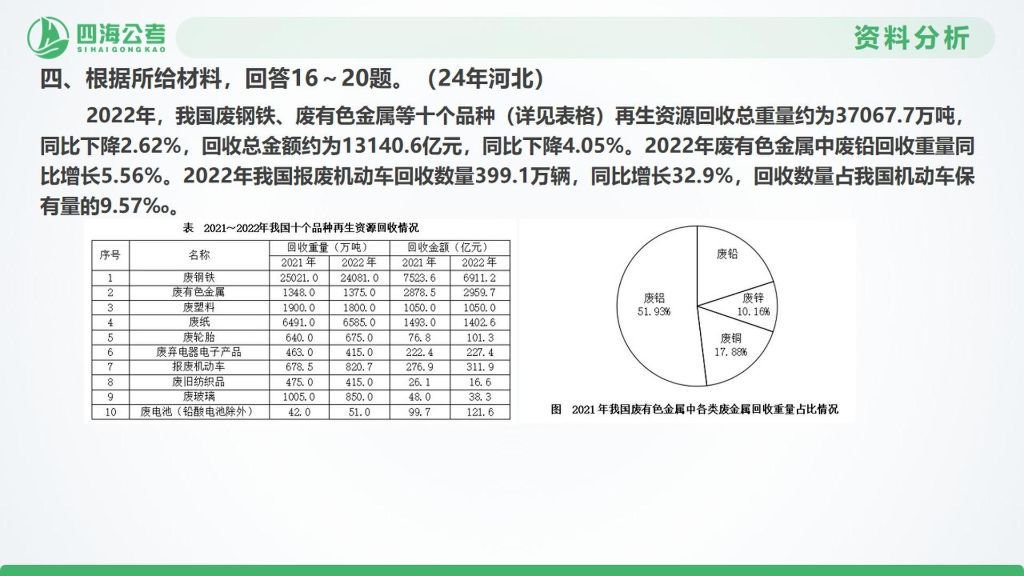 四海公考
SIHAIGONGKAO
资料分析
四、根据所给材料，回答16～20题。（24年河北）
2022年，我国废钢铁、废有色金属等十个品种（详见表格）再生资源回收总重量约为37067.7万吨，
同比下降2.62%，回收总金额约为13140.6亿元，同比下降4.05%。2022年废有色金属中废铅回收重量同
比增长5.56%。2022年我国报废机动车回收数量399.1万辆，同比增长32.9%，回收数量占我国机动车保
有量的9.57‰。
表 2021～2022年我国十个品种再生资源回收情况
序号 名称 回收重量（万吨） 回收金额（亿元）
2021年 2022年 2021年 2022年
1 废钢铁 25021.0 24081.0 7523.6 6911.2
2 废有色金属 1348.0 1375.0 2878.5 2959.7
3 废塑料 1900.0 1800.0 1050.0 1050.0
4 废纸 6491.0 6585.0 1493.0 1402.6
5 废轮胎 640.0 675.0 76.8 101.3
6 废弃电器电子产品 463.0 415.0 222.4 227.4
7 报废机动车 678.5 820.7 276.9 311.9
8 废旧纺织品 475.0 415.0 26.1 16.6
9 废玻璃 1005.0 850.0 48.0 38.3
10 废电池（铅酸电池除外） 42.0 51.0 99.7 121.6
废铅
废铝
51.93%
废锌
10.16%
废铜
17.88%
图 2021年我国废有色金属中各类废金属回收重量占比情况